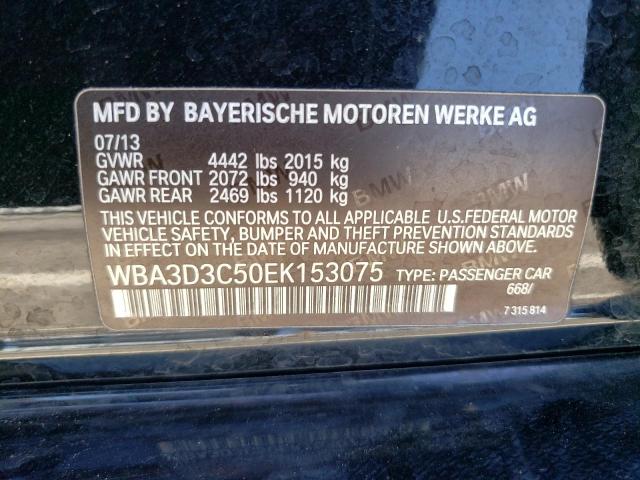 MFD BY BAYERISCHE MOTOREN WERKE AG
07/13
GVWR 4442 lbs 2015 kg
GAWR FRONT 2072 lbs 940 kg
GAWR REAR 2469 lbs 1120 kg
THIS VEHICLE CONFORMS TO ALL APPLICABLE U.S.FEDERAL MOTOR
VEHICLE SAFETY, BUMPER AND THEFT PREVENTION STANDARDS
IN EFFECT ON THE DATE OF MANUFACTURE SHOWN ABOVE.
WBA3D3C50EK153075 TYPE: PASSENGER CAR
668/
7 315 814